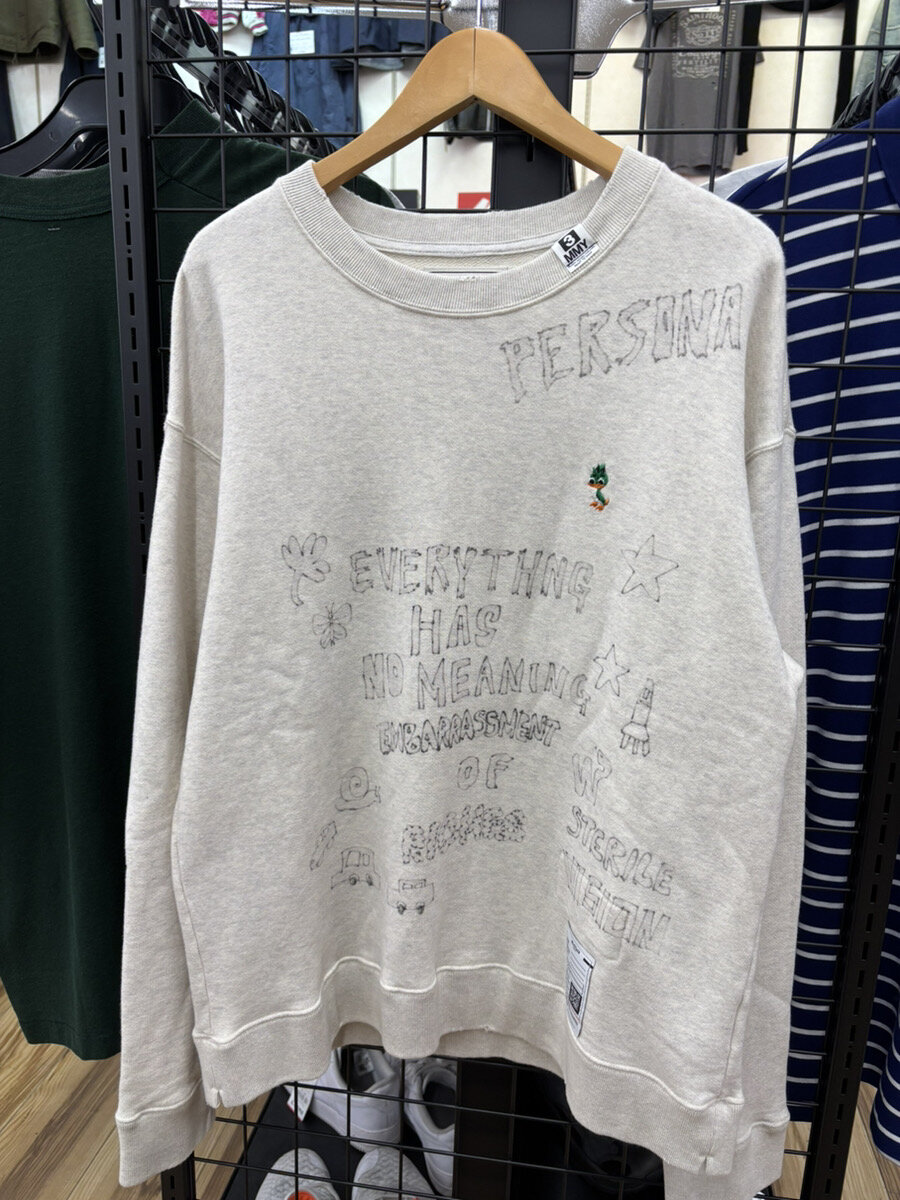 3
MMY
PERSONA
EVERYTHNG
HAS
NO MEANING
EMBARRASSMENT
OF
W?
STERILE